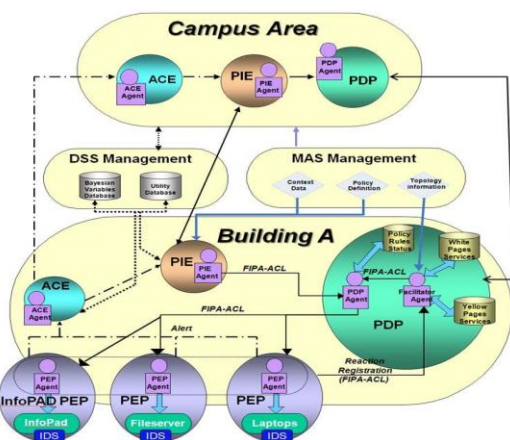 Campus Area
ACE
ACE
Agent
PIE
PIE
Agent
PDP
Agent
PDP
DSS Management
Bayesian
Variables
Database
Utility
Database
MAS Management
Context
Data
Policy
Definition
Topology
information
Building A
PIE
PIE
Agent
FIPA-ACL
Policy
Rules
Status
White
Pages
Services
FIPA-ACL
PDP
Agent
Facilitator
Agent
Yellow
Pages
Services
PDP
ACE
ACE
Agent
FIPA-ACL
Alert
Reaction
Registration
(FIPA-ACL)
PEP
Agent
InfoPAD PEP
InfoPad
IDS
PEP
Agent
PEP
Fileserver
IDS
PEP
Agent
PEP
Laptops
IDS